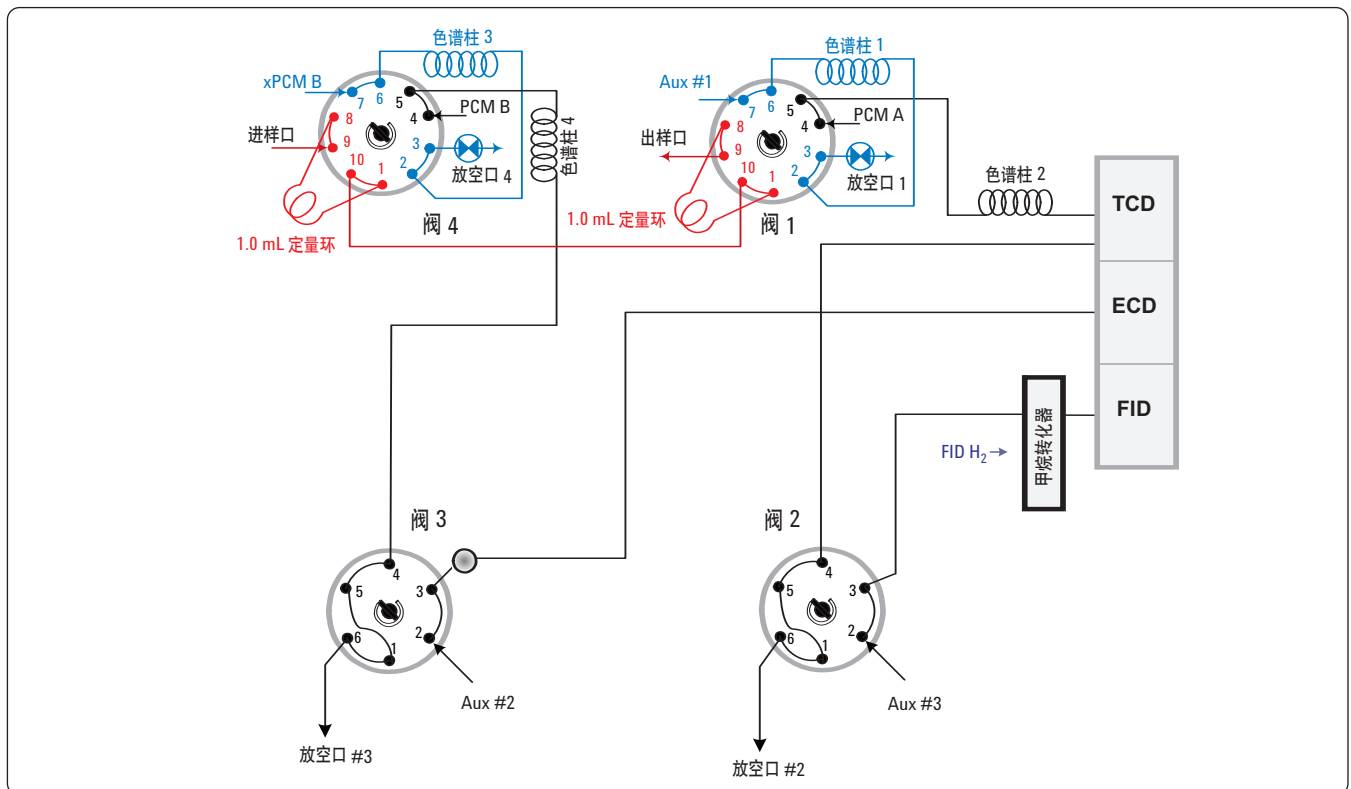 色谱柱 3
xPCM B
7
6
5
4
PCM B
8
3
进样口
9
2
10
1
放空口 4
色谱柱 4
1.0 mL 定量环
阀 4
色谱柱 1
Aux #1
7
6
5
4
PCM A
8
3
出样口
9
2
10
1
放空口 1
1.0 mL 定量环
阀 1
色谱柱 2
TCD
ECD
FID
甲烷转化器
FID H₂
阀 3
4
5
3
6
2
1
Aux #2
放空口 #3
阀 2
4
5
3
6
2
1
Aux #3
放空口 #2